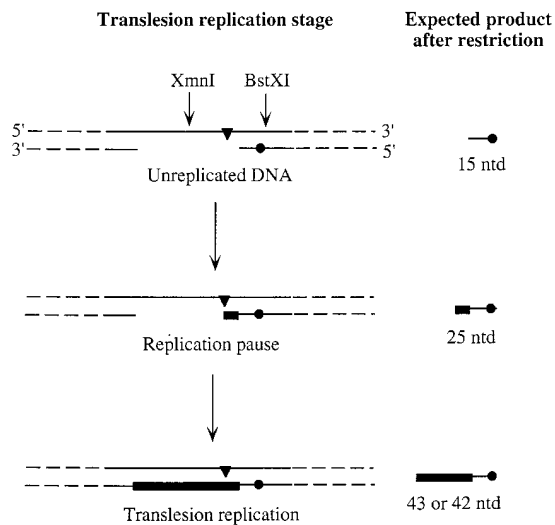 Translesion replication stage
Expected product
after restriction
XmnI
BstXI
5'
3'
3'
5'
Unreplicated DNA
15 ntd
Replication pause
25 ntd
Translesion replication
43 or 42 ntd